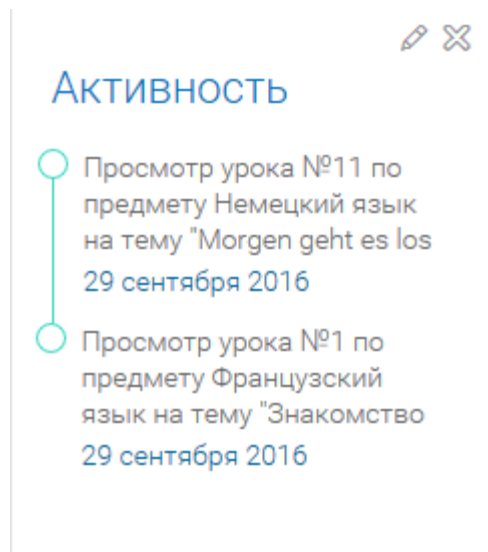 Активность
Просмотр урока №11 по
предмету Немецкий язык
на тему "Morgen geht es los
29 сентября 2016
Просмотр урока №1 по
предмету Французский
язык на тему "Знакомство
29 сентября 2016